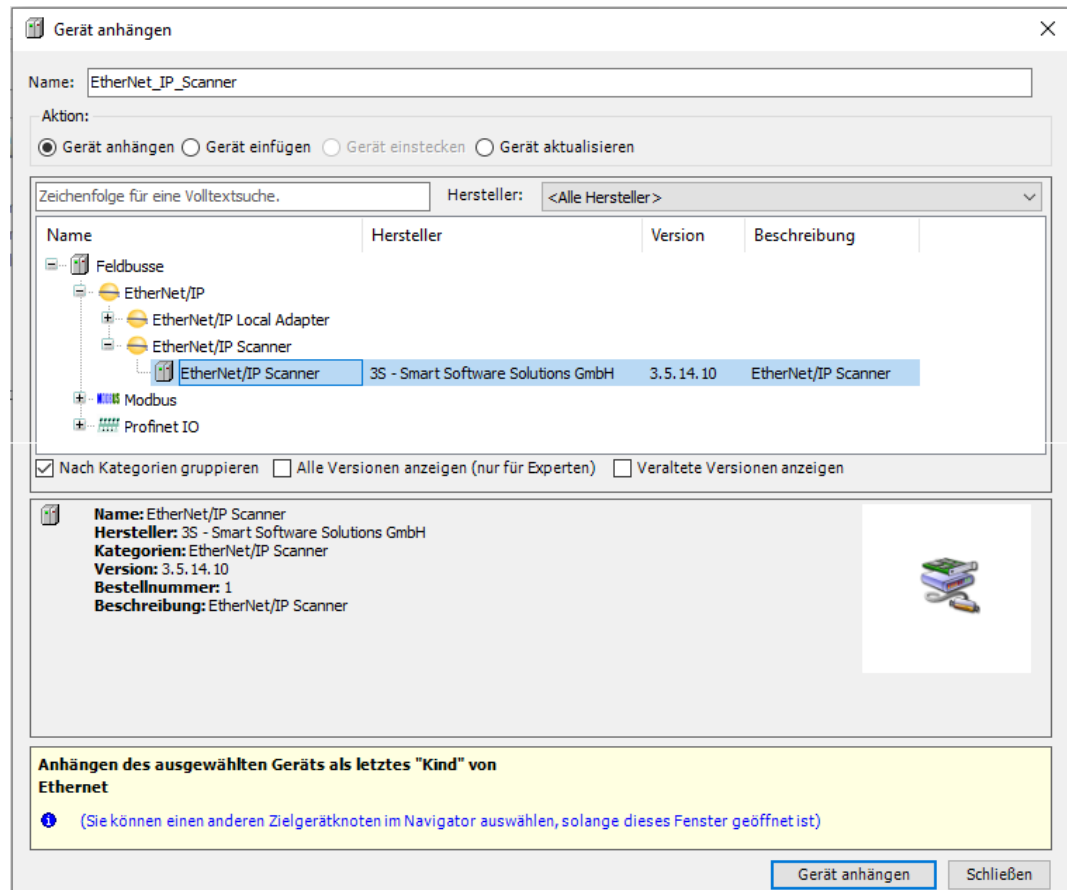 Gerät anhängen
Name: EtherNet_IP_Scanner
Aktion:
Gerät anhängen Gerät einfügen Gerät einstecken Gerät aktualisieren
Zeichenfolge für eine Volltextsuche. Hersteller: <Alle Hersteller>
Name Hersteller Version Beschreibung
Feldbusse
EtherNet/IP
EtherNet/IP Local Adapter
EtherNet/IP Scanner
EtherNet/IP Scanner 3S - Smart Software Solutions GmbH 3.5.14.10 EtherNet/IP Scanner
MODBUS Modbus
Profinet IO
Nach Kategorien gruppieren Alle Versionen anzeigen (nur für Experten) Veraltete Versionen anzeigen
Name: EtherNet/IP Scanner
Hersteller: 3S - Smart Software Solutions GmbH
Kategorien: EtherNet/IP Scanner
Version: 3.5.14.10
Bestellnummer: 1
Beschreibung: EtherNet/IP Scanner
Anhängen des ausgewählten Geräts als letztes "Kind" von
Ethernet
(Sie können einen anderen Zielgerätknoten im Navigator auswählen, solange dieses Fenster geöffnet ist)
Gerät anhängen Schließen